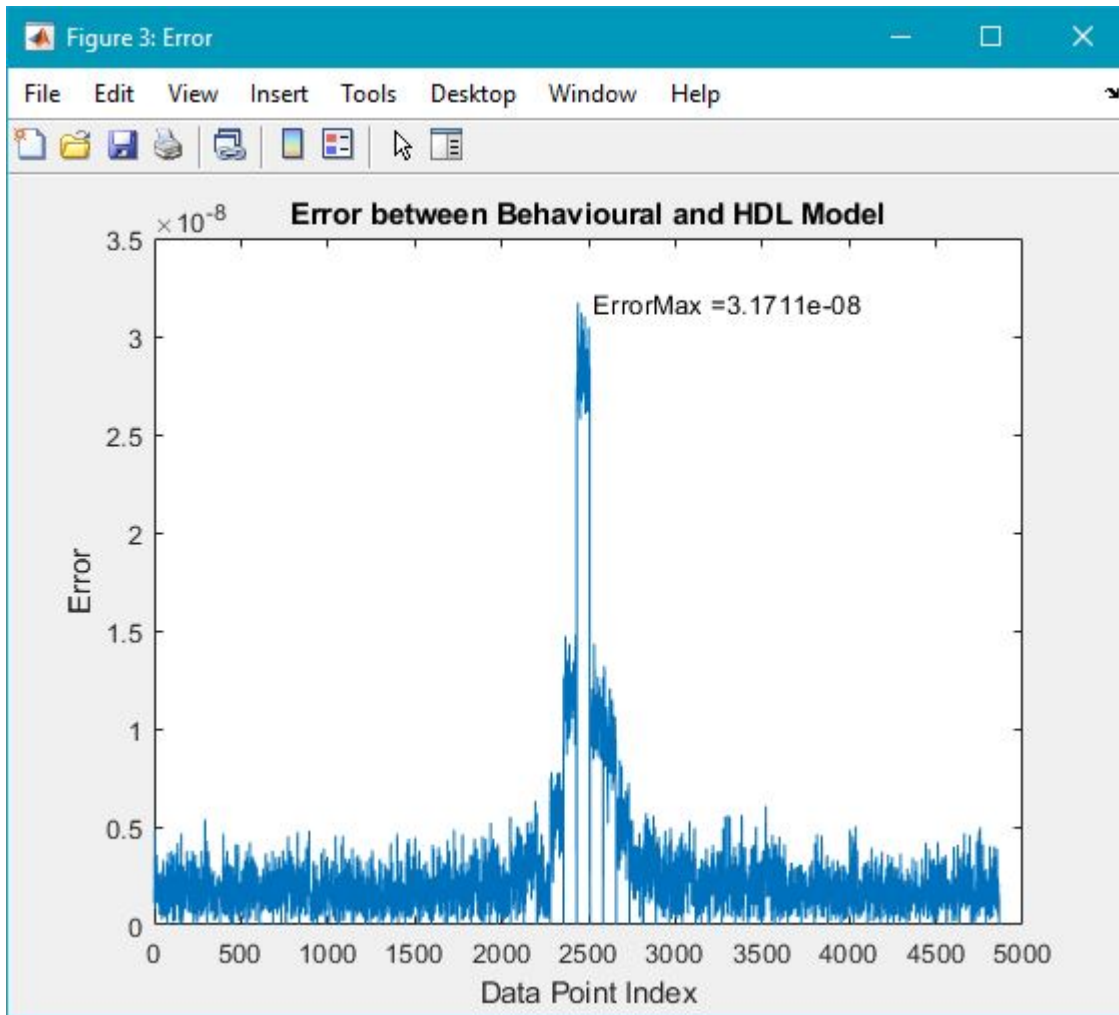 Figure 3: Error
File Edit View Insert Tools Desktop Window Help
×10-8
Error between Behavioural and HDL Model
3.5
ErrorMax =3.1711e-08
3
2.5
2
Error
1.5
1
0.5
0
0 500 1000 1500 2000 2500 3000 3500 4000 4500 5000
Data Point Index